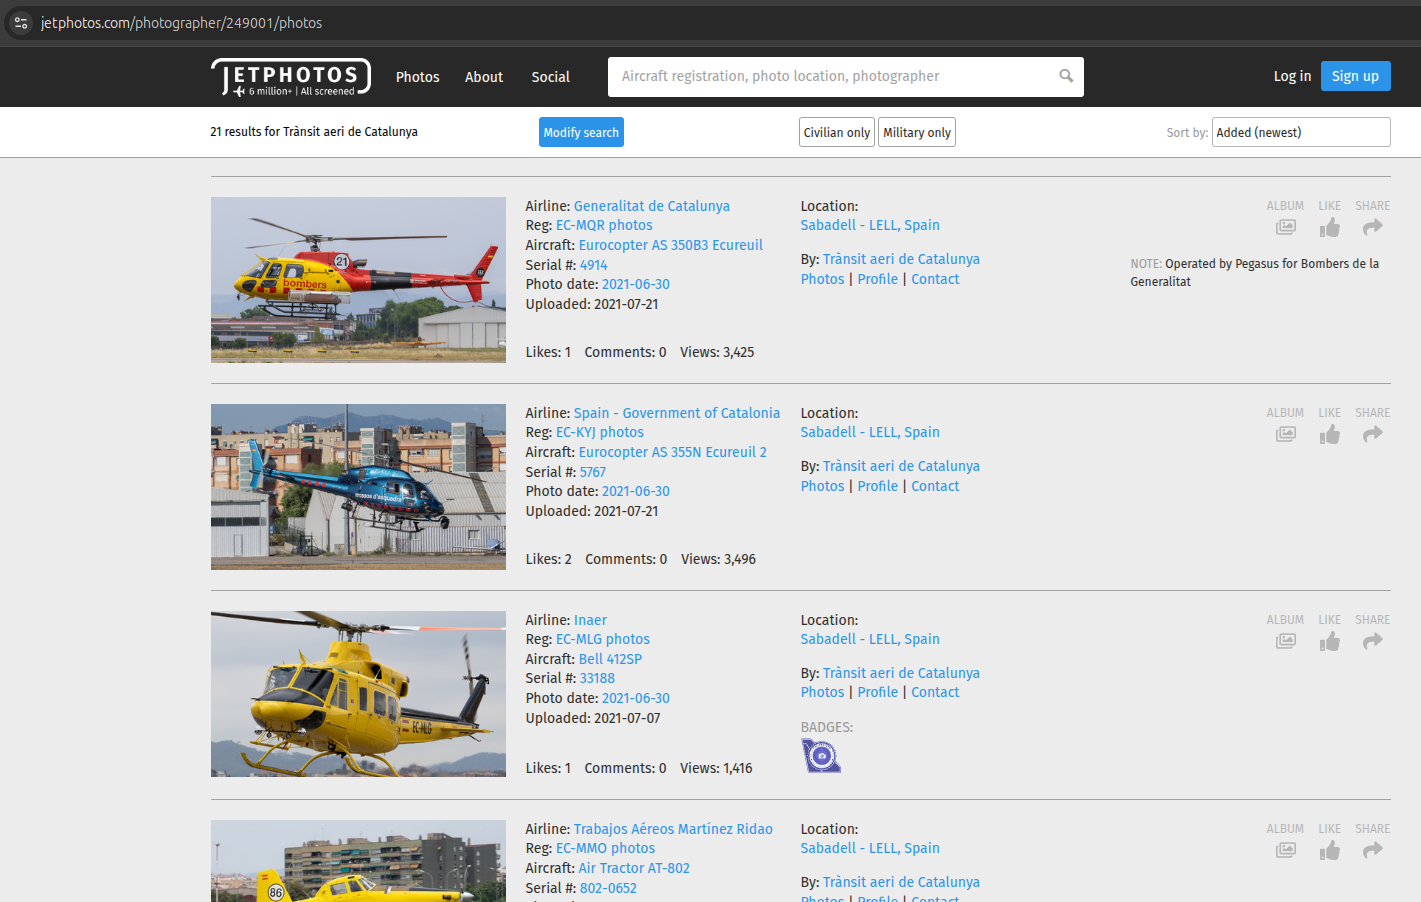 jetphotos.com/photographer/249001/photos
JETPHOTOS
6 million+ | All screened
Photos About Social
Aircraft registration, photo location, photographer
Log in Sign up
21 results for Trànsit aeri de Catalunya
Modify search
Civilian only Military only
Sort by: Added (newest)
21
bombers
Airline: Generalitat de Catalunya
Reg: EC-MQR photos
Aircraft: Eurocopter AS 350B3 Ecureuil
Serial #: 4914
Photo date: 2021-06-30
Uploaded: 2021-07-21
Likes: 1 Comments: 0 Views: 3,425
Location:
Sabadell - LELL, Spain
By: Trànsit aeri de Catalunya
Photos | Profile | Contact
ALBUM LIKE SHARE
NOTE: Operated by Pegasus for Bombers de la
Generalitat
mossos d'esquadra
Airline: Spain - Government of Catalonia
Reg: EC-KYJ photos
Aircraft: Eurocopter AS 355N Ecureuil 2
Serial #: 5767
Photo date: 2021-06-30
Uploaded: 2021-07-21
Likes: 2 Comments: 0 Views: 3,496
Location:
Sabadell - LELL, Spain
By: Trànsit aeri de Catalunya
Photos | Profile | Contact
ALBUM LIKE SHARE
EC-MLG
Airline: Inaer
Reg: EC-MLG photos
Aircraft: Bell 412SP
Serial #: 33188
Photo date: 2021-06-30
Uploaded: 2021-07-07
Likes: 1 Comments: 0 Views: 1,416
Location:
Sabadell - LELL, Spain
By: Trànsit aeri de Catalunya
Photos | Profile | Contact
BADGES:
ALBUM LIKE SHARE
86
Airline: Trabajos Aéreos Martínez Ridao
Reg: EC-MMO photos
Aircraft: Air Tractor AT-802
Serial #: 802-0652
Location:
Sabadell - LELL, Spain
By: Trànsit aeri de Catalunya
Photos | Profile | Contact
ALBUM LIKE SHARE